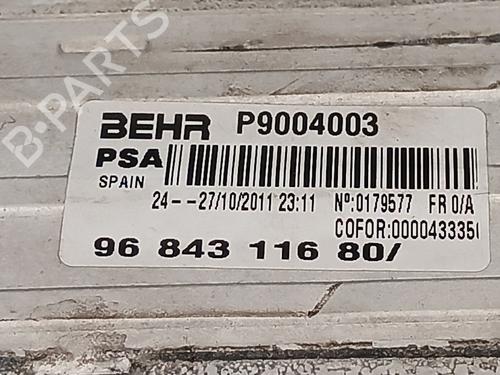 BEHR P9004003
PSA
SPAIN
24--27/10/2011 23:11 Nº:0179577 FR 0/A
COFOR:000043335
96 843 116 80/
B-PARTS